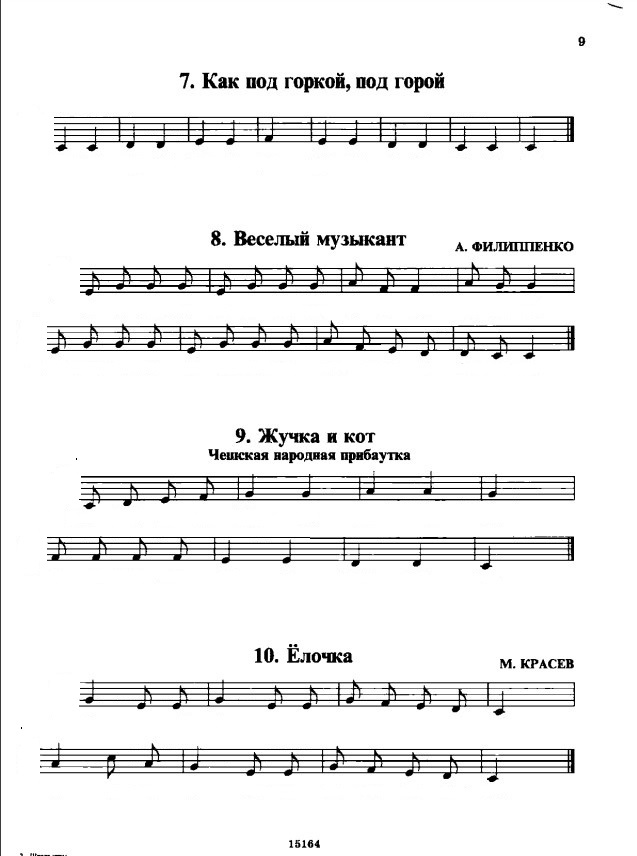 9
7. Как под горкой, под горой
8. Веселый музыкант
А. ФИЛИППЕНКО
9. Жучка и кот
Чешская народная прибаутка
10. Ёлочка
М. КРАСЕВ
15164